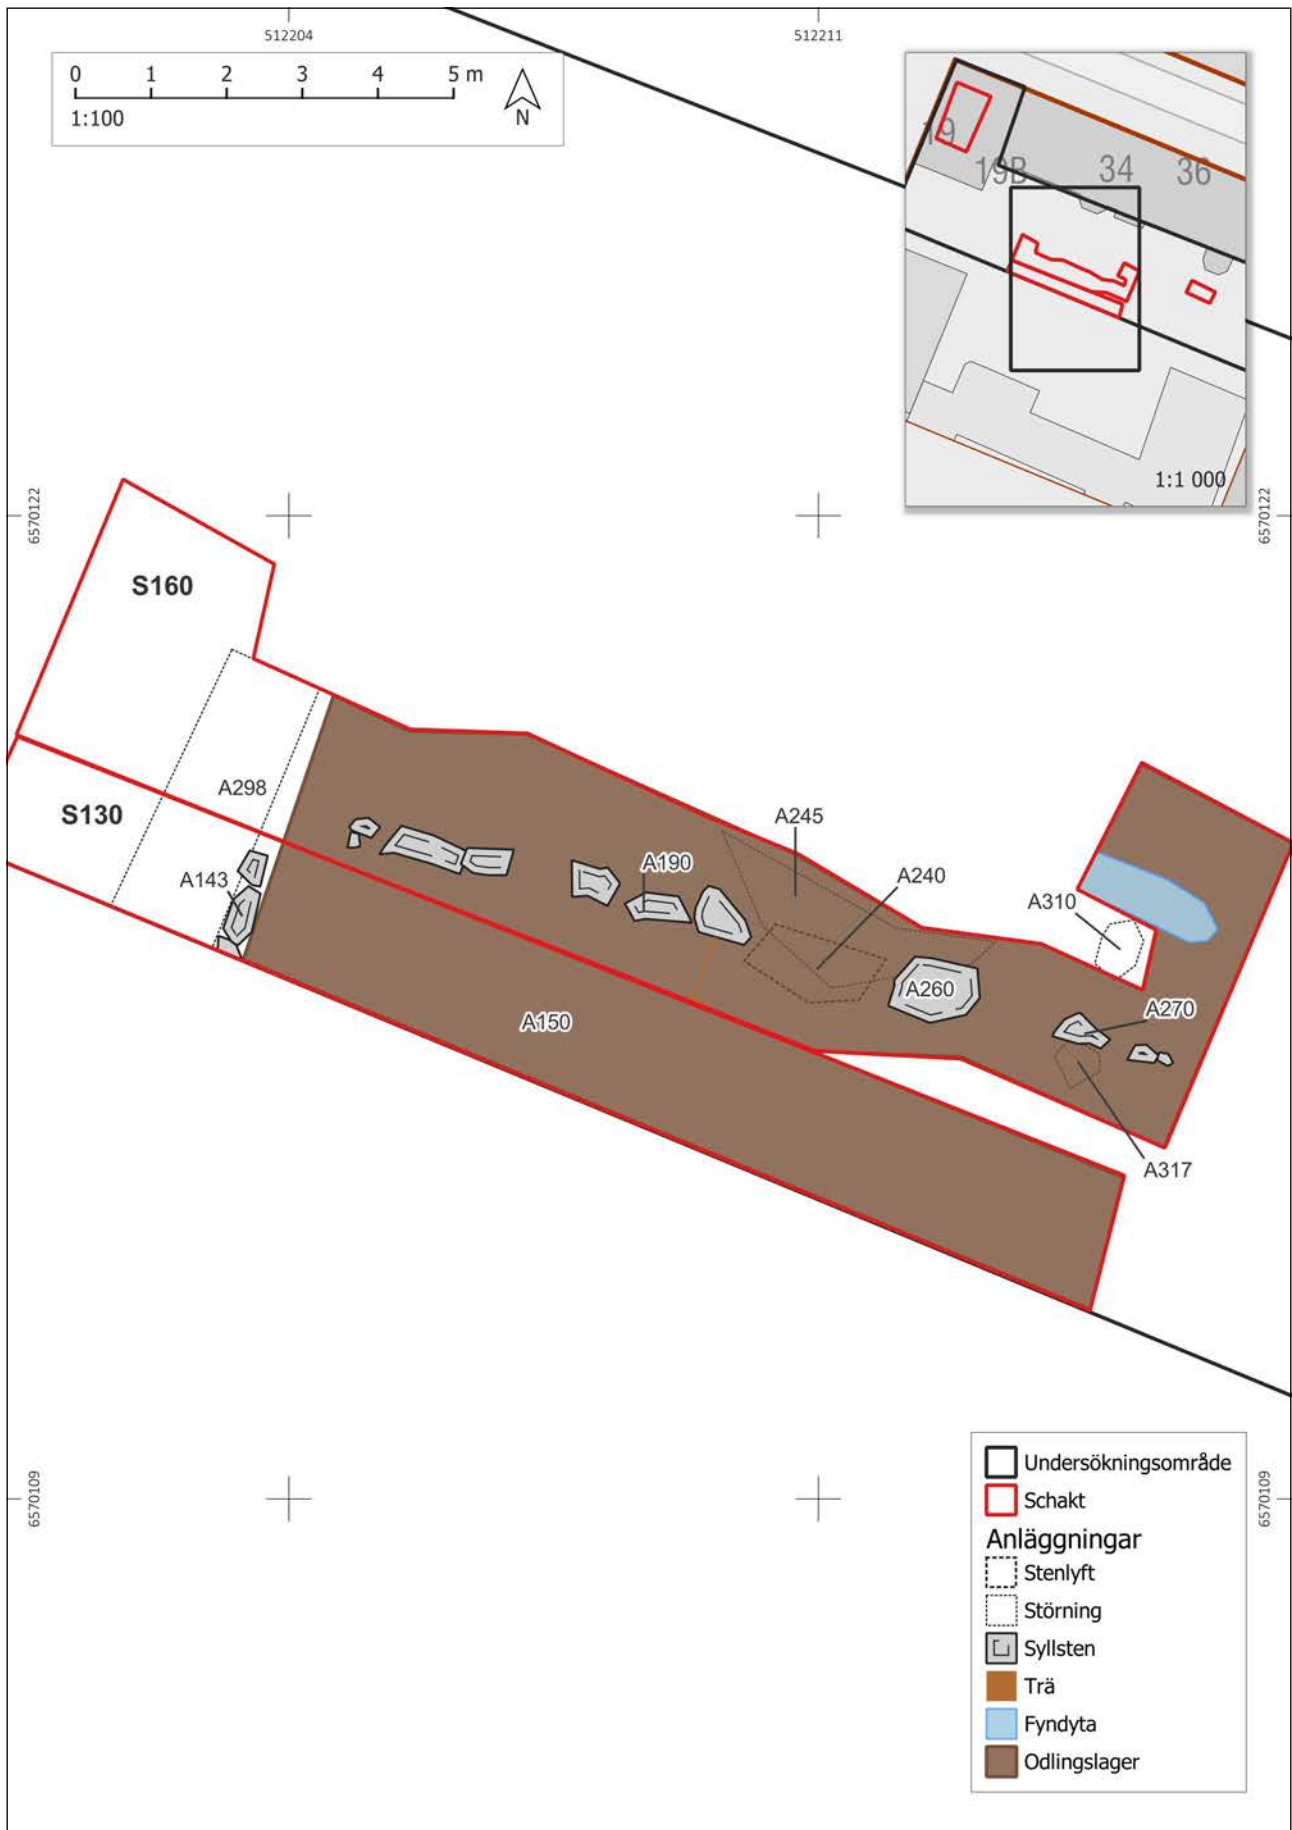 512204
512211
0 1 2 3 4 5 m
1:100
N
19
19B
34
36
1:1 000
6570122
6570122
S160
A298
S130
A143
A245
A190
A240
A310
A260
A270
A150
A317
6570109
6570109
Undersökningsområde
Schakt
Anläggningar
Stenlyft
Störning
Syllsten
Trä
Fyndyta
Odlingslager